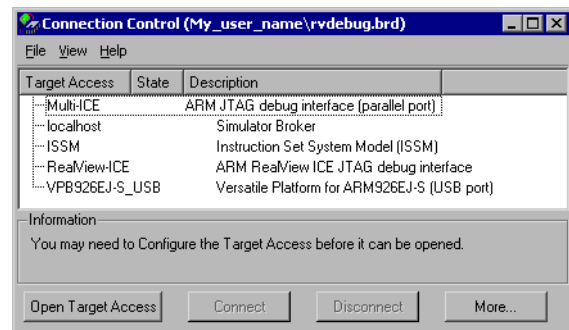 Connection Control (My_user_name\rvdebug.brd)
File View Help
Target Access State Description
Multi-ICE ARM JTAG debug interface (parallel port)
localhost Simulator Broker
ISSM Instruction Set System Model (ISSM)
RealView-ICE ARM RealView ICE JTAG debug interface
VPB926EJ-S_USB Versatile Platform for ARM926EJ-S (USB port)
Information
You may need to Configure the Target Access before it can be opened.
Open Target Access Connect Disconnect More...